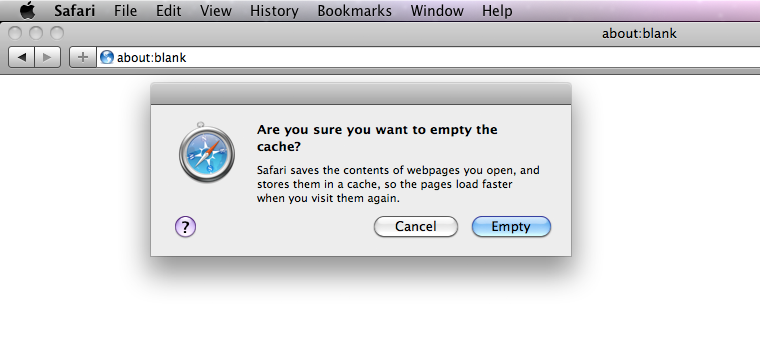 Safari File Edit View History Bookmarks Window Help
about:blank
+ about:blank
Are you sure you want to empty the
cache?
Safari saves the contents of webpages you open, and
stores them in a cache, so the pages load faster
when you visit them again.
? Cancel Empty